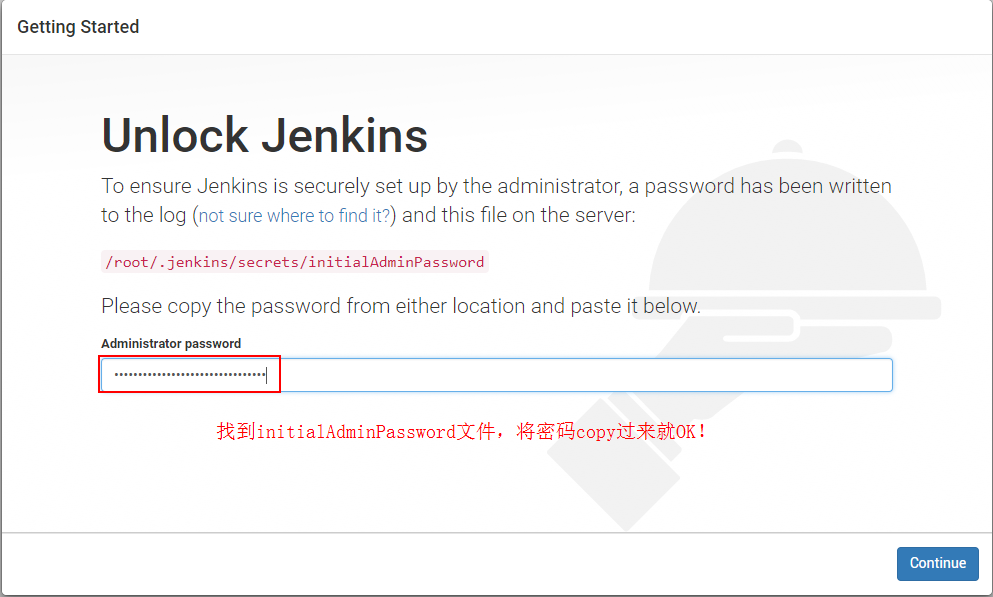 Getting Started
Unlock Jenkins
To ensure Jenkins is securely set up by the administrator, a password has been written
to the log (not sure where to find it?) and this file on the server:
/root/.jenkins/secrets/initialAdminPassword
Please copy the password from either location and paste it below.
Administrator password
••••••••••••••••••••••••••••••••
找到initialAdminPassword文件，将密码copy过来就OK！
Continue